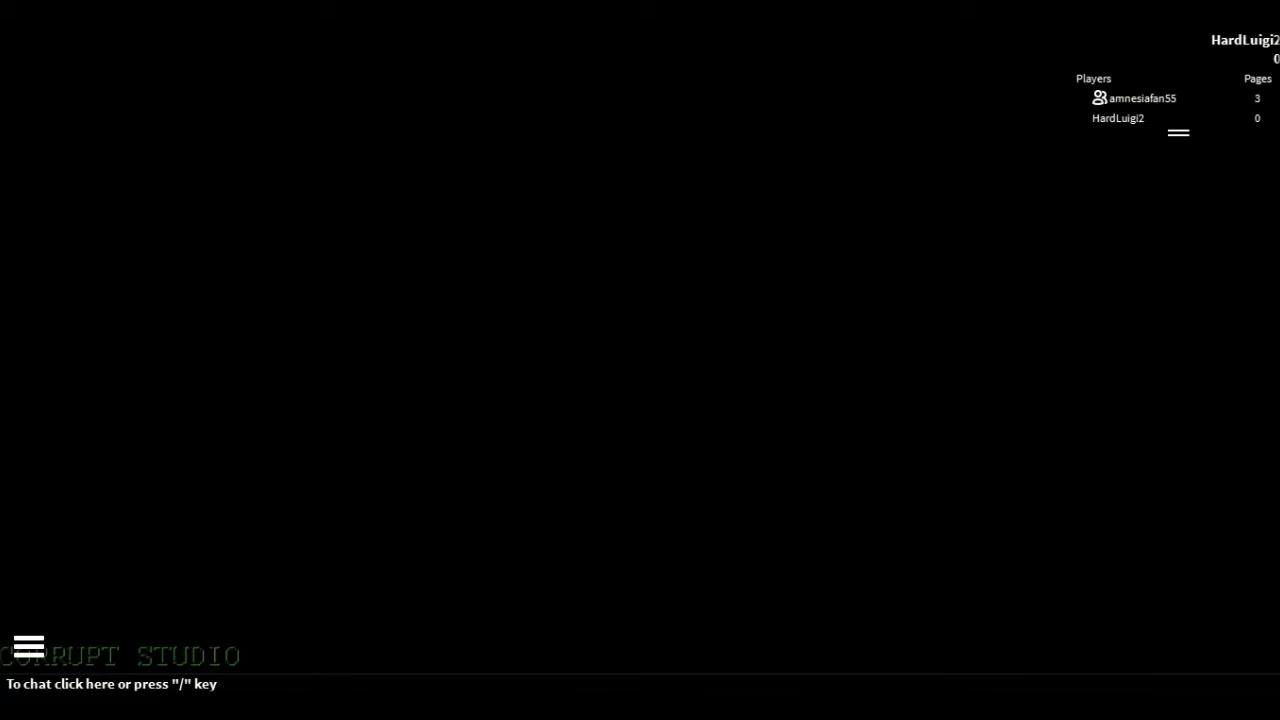 HardLuigi2
0
Players Pages
amnesiafan55 3
HardLuigi2 0
CORRUPT STUDIO
To chat click here or press "/" key